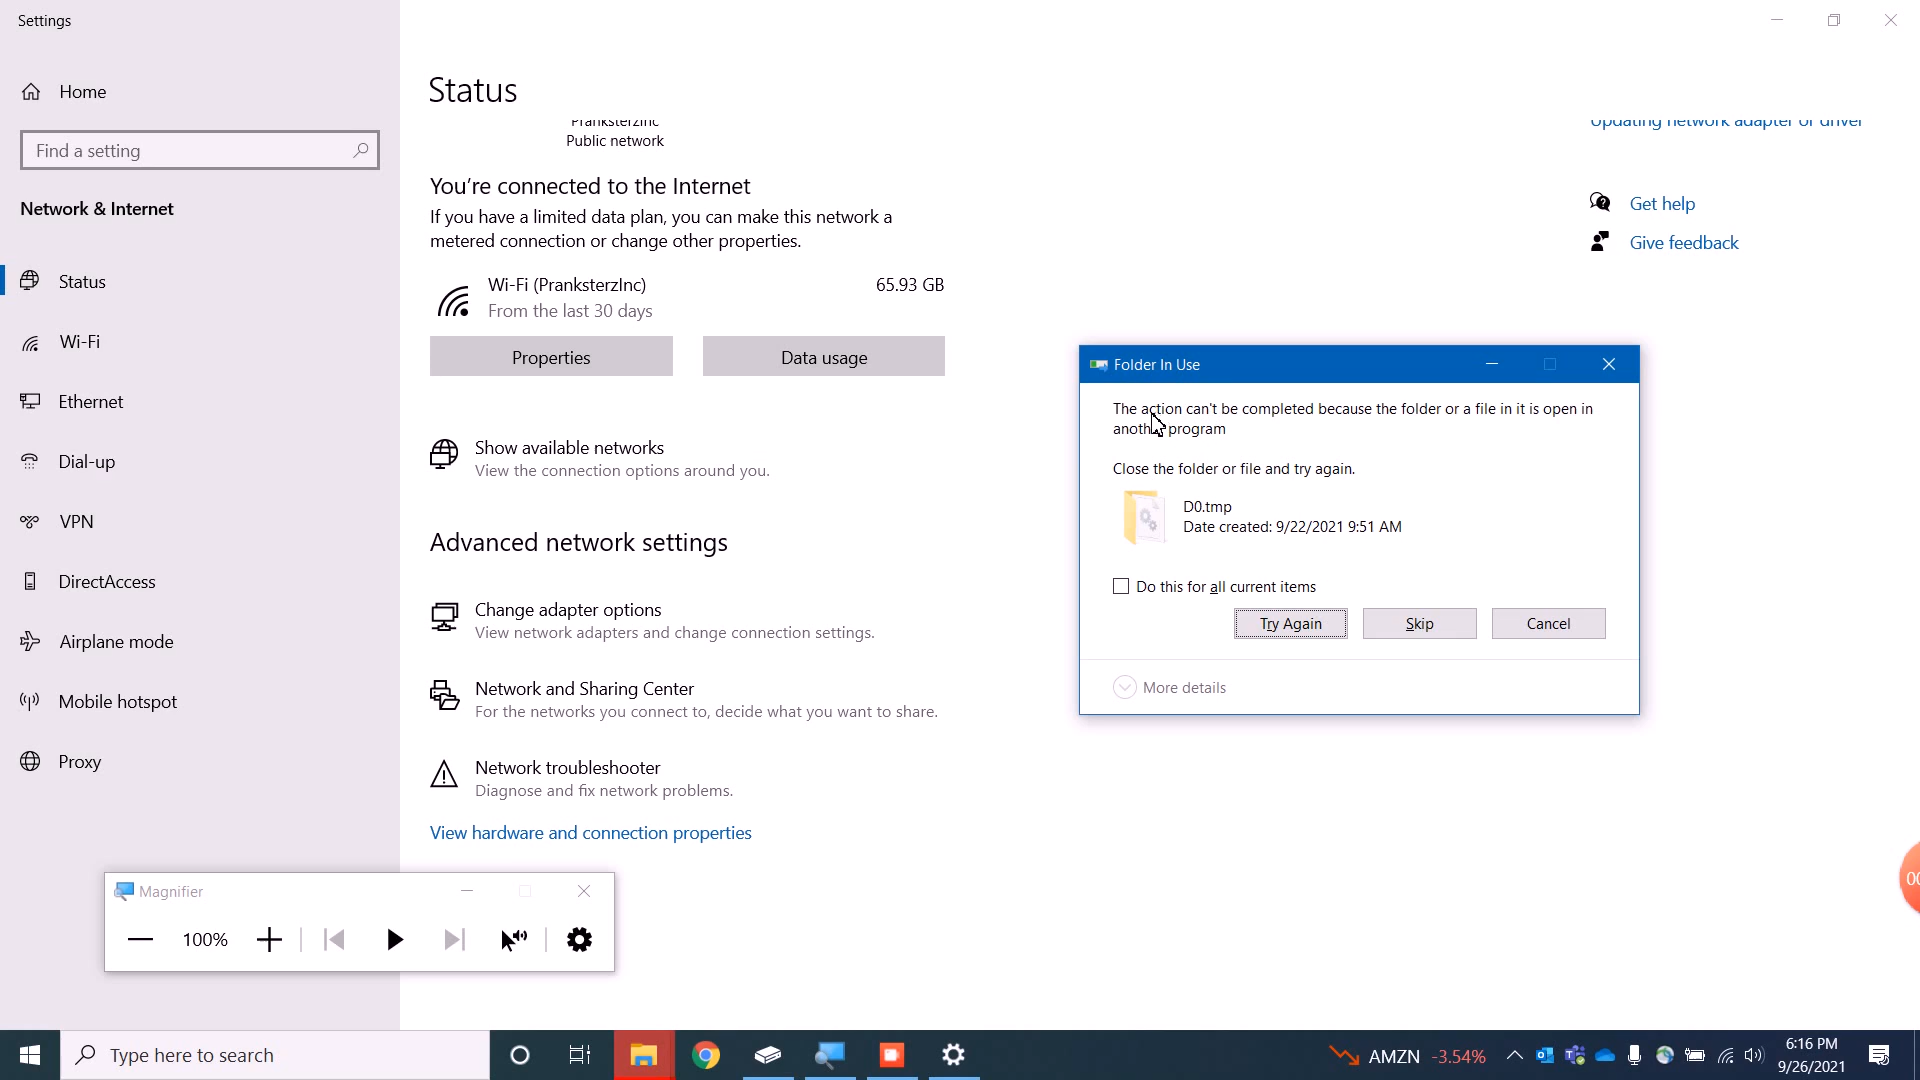 Settings
Home
Find a setting
Network & Internet
Status
Wi-Fi
Ethernet
Dial-up
VPN
DirectAccess
Airplane mode
Mobile hotspot
Proxy
Status
PranksterzInc
Public network
You're connected to the Internet
If you have a limited data plan, you can make this network a
metered connection or change other properties.
Wi-Fi (PranksterzInc)
65.93 GB
From the last 30 days
Properties
Data usage
Show available networks
View the connection options around you.
Advanced network settings
Change adapter options
View network adapters and change connection settings.
Network and Sharing Center
For the networks you connect to, decide what you want to share.
Network troubleshooter
Diagnose and fix network problems.
View hardware and connection properties
Updating network adapter or driver
Get help
Give feedback
Folder In Use
The action can't be completed because the folder or a file in it is open in
another program
Close the folder or file and try again.
D0.tmp
Date created: 9/22/2021 9:51 AM
Do this for all current items
Try Again
Skip
Cancel
More details
Magnifier
100%
00
Type here to search
AMZN -3.54%
6:16 PM
9/26/2021